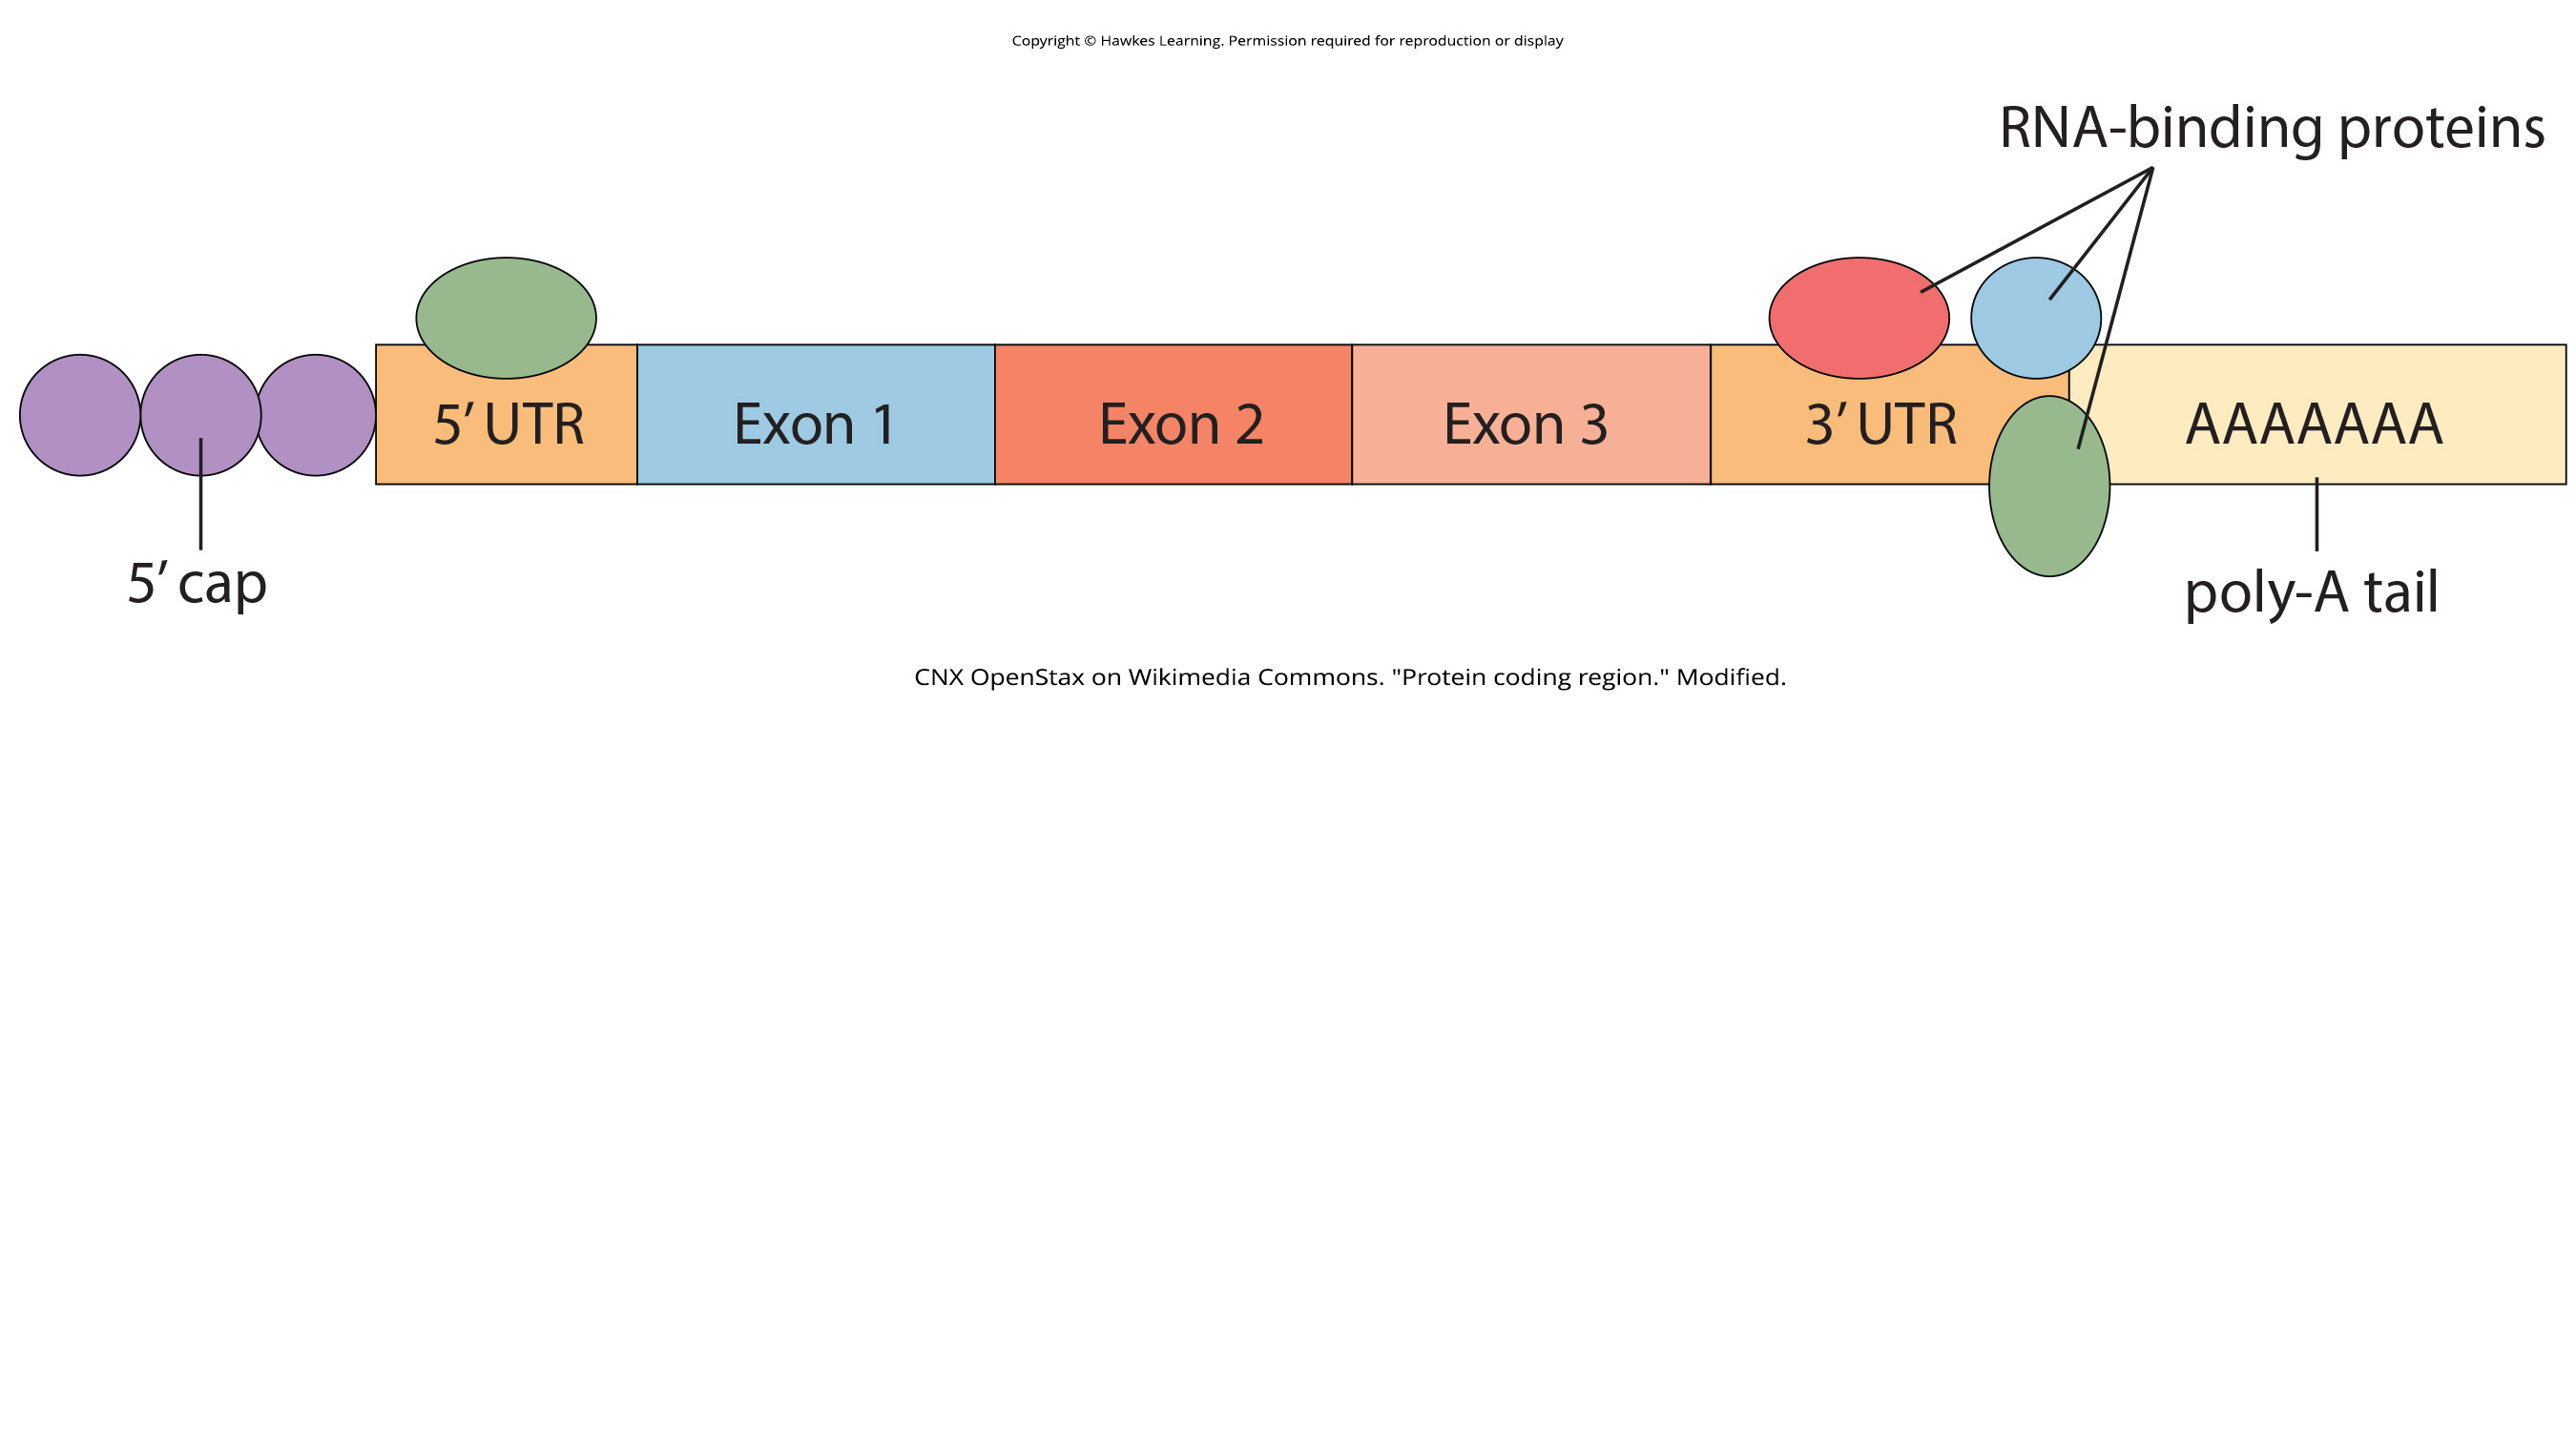 Copyright © Hawkes Learning. Permission required for reproduction or display
RNA-binding proteins
5’ UTR
Exon 1
Exon 2
Exon 3
3’ UTR
AAAAAAA
5’ cap
poly-A tail
CNX OpenStax on Wikimedia Commons. "Protein coding region." Modified.